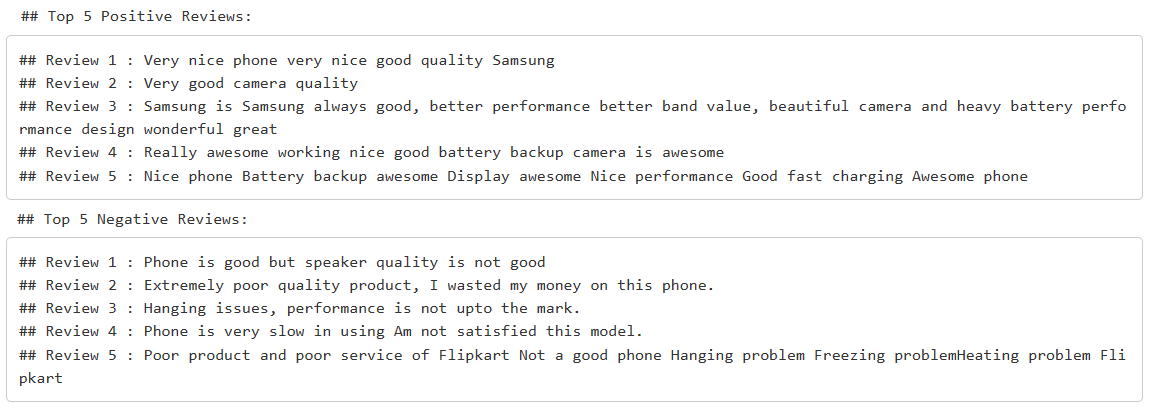 ## Top 5 Positive Reviews:
## Review 1 : Very nice phone very nice good quality Samsung
## Review 2 : Very good camera quality
## Review 3 : Samsung is Samsung always good, better performance better band value, beautiful camera and heavy battery perfo
rmance design wonderful great
## Review 4 : Really awesome working nice good battery backup camera is awesome
## Review 5 : Nice phone Battery backup awesome Display awesome Nice performance Good fast charging Awesome phone
## Top 5 Negative Reviews:
## Review 1 : Phone is good but speaker quality is not good
## Review 2 : Extremely poor quality product, I wasted my money on this phone.
## Review 3 : Hanging issues, performance is not upto the mark.
## Review 4 : Phone is very slow in using Am not satisfied this model.
## Review 5 : Poor product and poor service of Flipkart Not a good phone Hanging problem Freezing problemHeating problem Fli
pkart